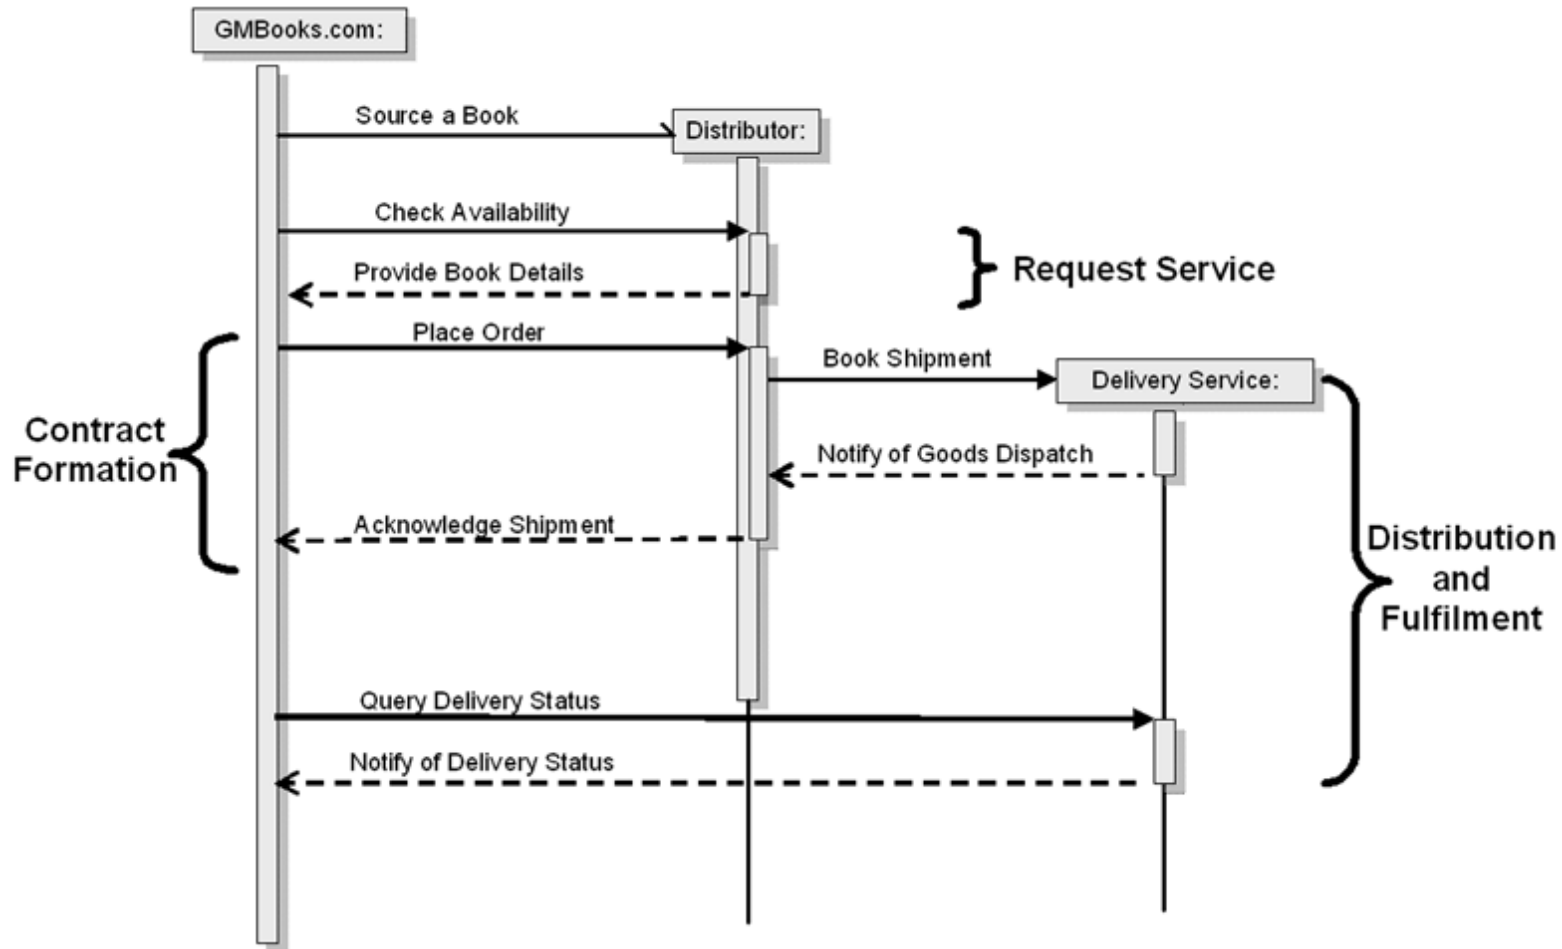 GMBooks.com:
Source a Book
Distributor:
Check Availability
Provide Book Details
Request Service
Place Order
Book Shipment
Delivery Service:
Contract
Formation
Notify of Goods Dispatch
Acknowledge Shipment
Distribution
and
Fulfilment
Query Delivery Status
Notify of Delivery Status